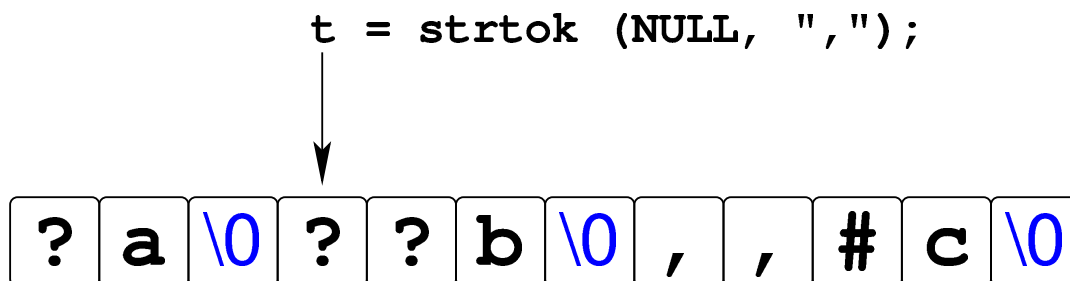 t = strtok (NULL, ",");
? a \0 ? ? b \0 , , # c \0